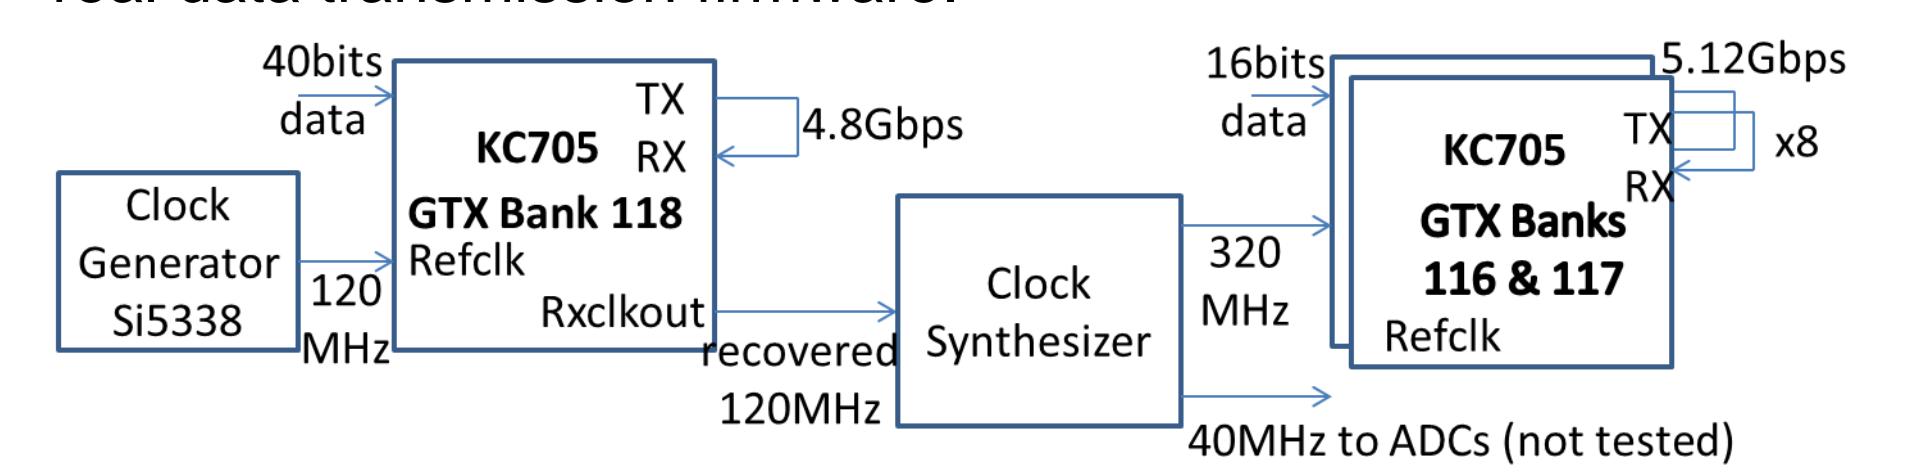 40bits
data
Clock
Generator
Si5338
120
MHz
TX
KC705
RX
GTX Bank 118
Refclk
Rxclkout
4.8Gbps
recovered
120MHz
Clock
Synthesizer
320
MHz
40MHz to ADCs (not tested)
16bits
data
5.12Gbps
TX
KC705
RX
x8
GTX Banks
116 & 117
Refclk